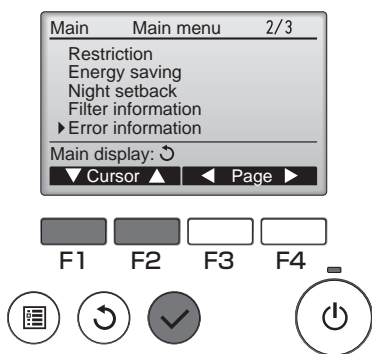 Main Main menu 2/3
Restriction
Energy saving
Night setback
Filter information
Error information
Main display:
Cursor Page
F1 F2 F3 F4